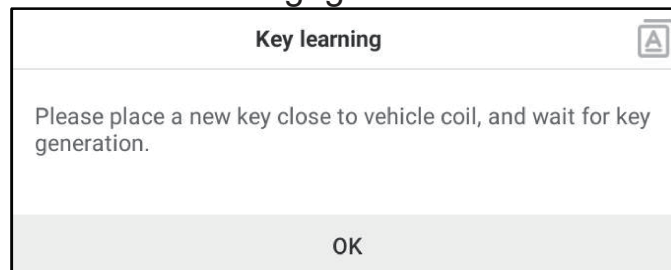 Key learning
Please place a new key close to vehicle coil, and wait for key
generation.
OK